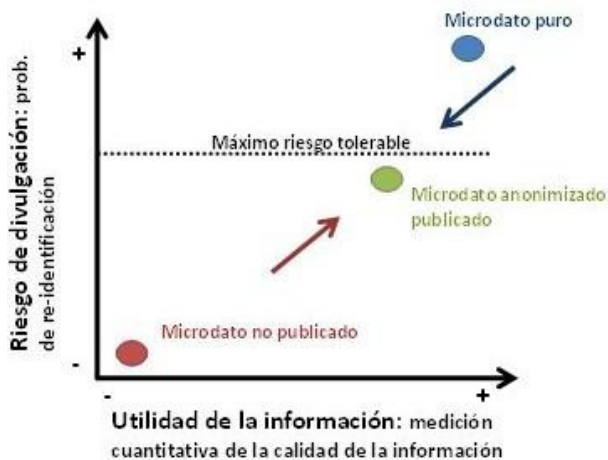 Microdato puro
+
Riesgo de divulgación: prob.
de re-identificación
Máximo riesgo tolerable
Microdato anonimizado
publicado
Microdato no publicado
-
-
+
Utilidad de la información: medición
cuantitativa de la calidad de la información